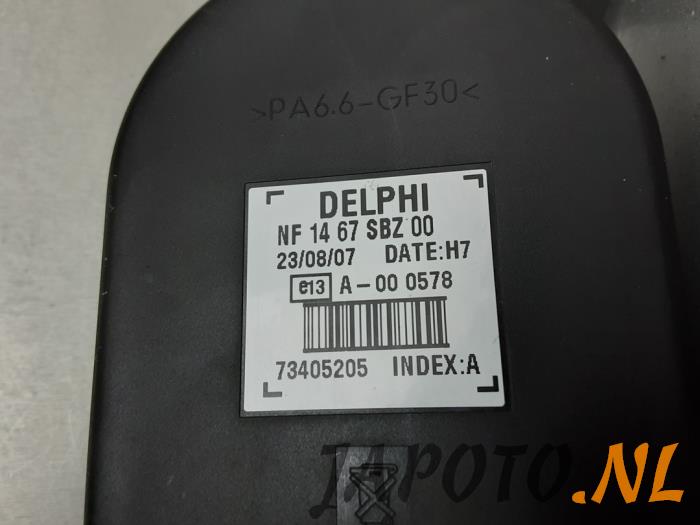 >PA6.6-GF30<
DELPHI
NF 14 67 SBZ 00
23/08/07 DATE:H7
e13 A-00 0578
73405205 INDEX:A
JAPOTO.NL